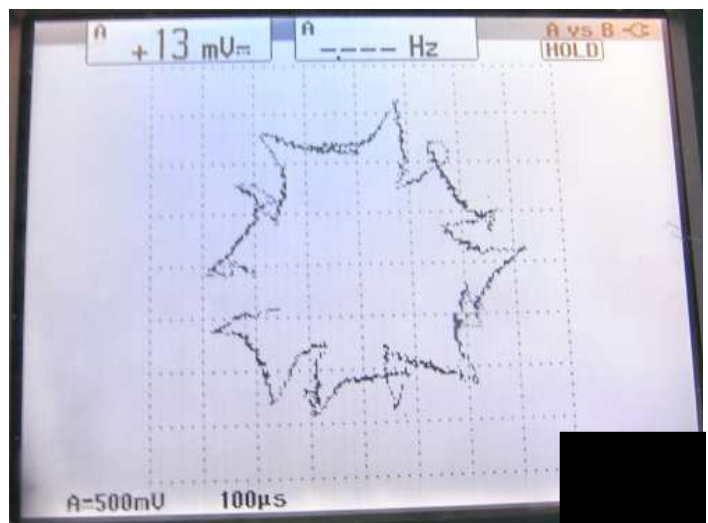 A
+13 mV
A
-.--- Hz
A vs B
HOLD
A=500mV 100µs